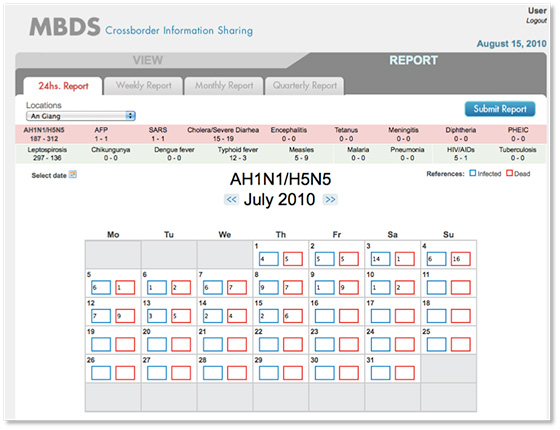 User
Logout
MBDS Crossborder Information Sharing
August 15, 2010
VIEW REPORT
24hs. Report Weekly Report Monthly Report Quarterly Report
Locations
An Giang
Submit Report
AH1N1/H5N5 AFP SARS Cholera/Severe Diarhea Encephalitis Tetanus Meningitis Diphtheria PHEIC
187 - 312 1 - 1 1 - 1 15 - 19 0 - 0 0 - 0 0 - 0 0 - 0 0 - 0
Leptospirosis Chikungunya Dengue fever Typhoid fever Measles Malaria Pneumonia HIV/AIDs Tuberculosis
297 - 136 0 - 0 0 - 0 12 - 3 5 - 9 0 - 0 0 - 0 5 - 1 0 - 0
Select date
AH1N1/H5N5
References: Infected Dead
<< July 2010 >>
Mo Tu We Th Fr Sa Su
1 2 3 4
4 5 5 5 14 1 6 16
5 6 7 8 9 10 11
6 1 1 2 6 7 9 7 1 9 1 2
12 13 14 15 16 17 18
7 9 3 5 2 4 2 6
19 20 21 22 23 24 25
26 27 28 29 30 31